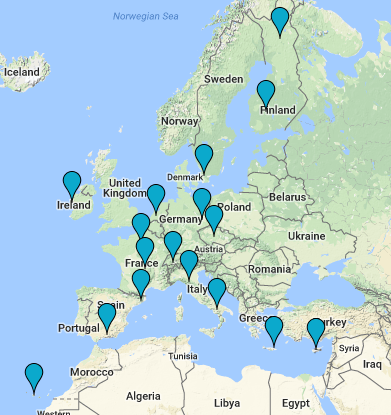 Norwegian Sea
Iceland
Sweden
Finland
Norway
Denmark
United
Kingdom
Ireland
Belarus
Poland
Germany
Ukraine
Austria
France
Romania
Italy
Spain
Portugal
Greece
Turkey
Syria
Tunisia
Iraq
Morocco
Algeria
Libya
Egypt
Western